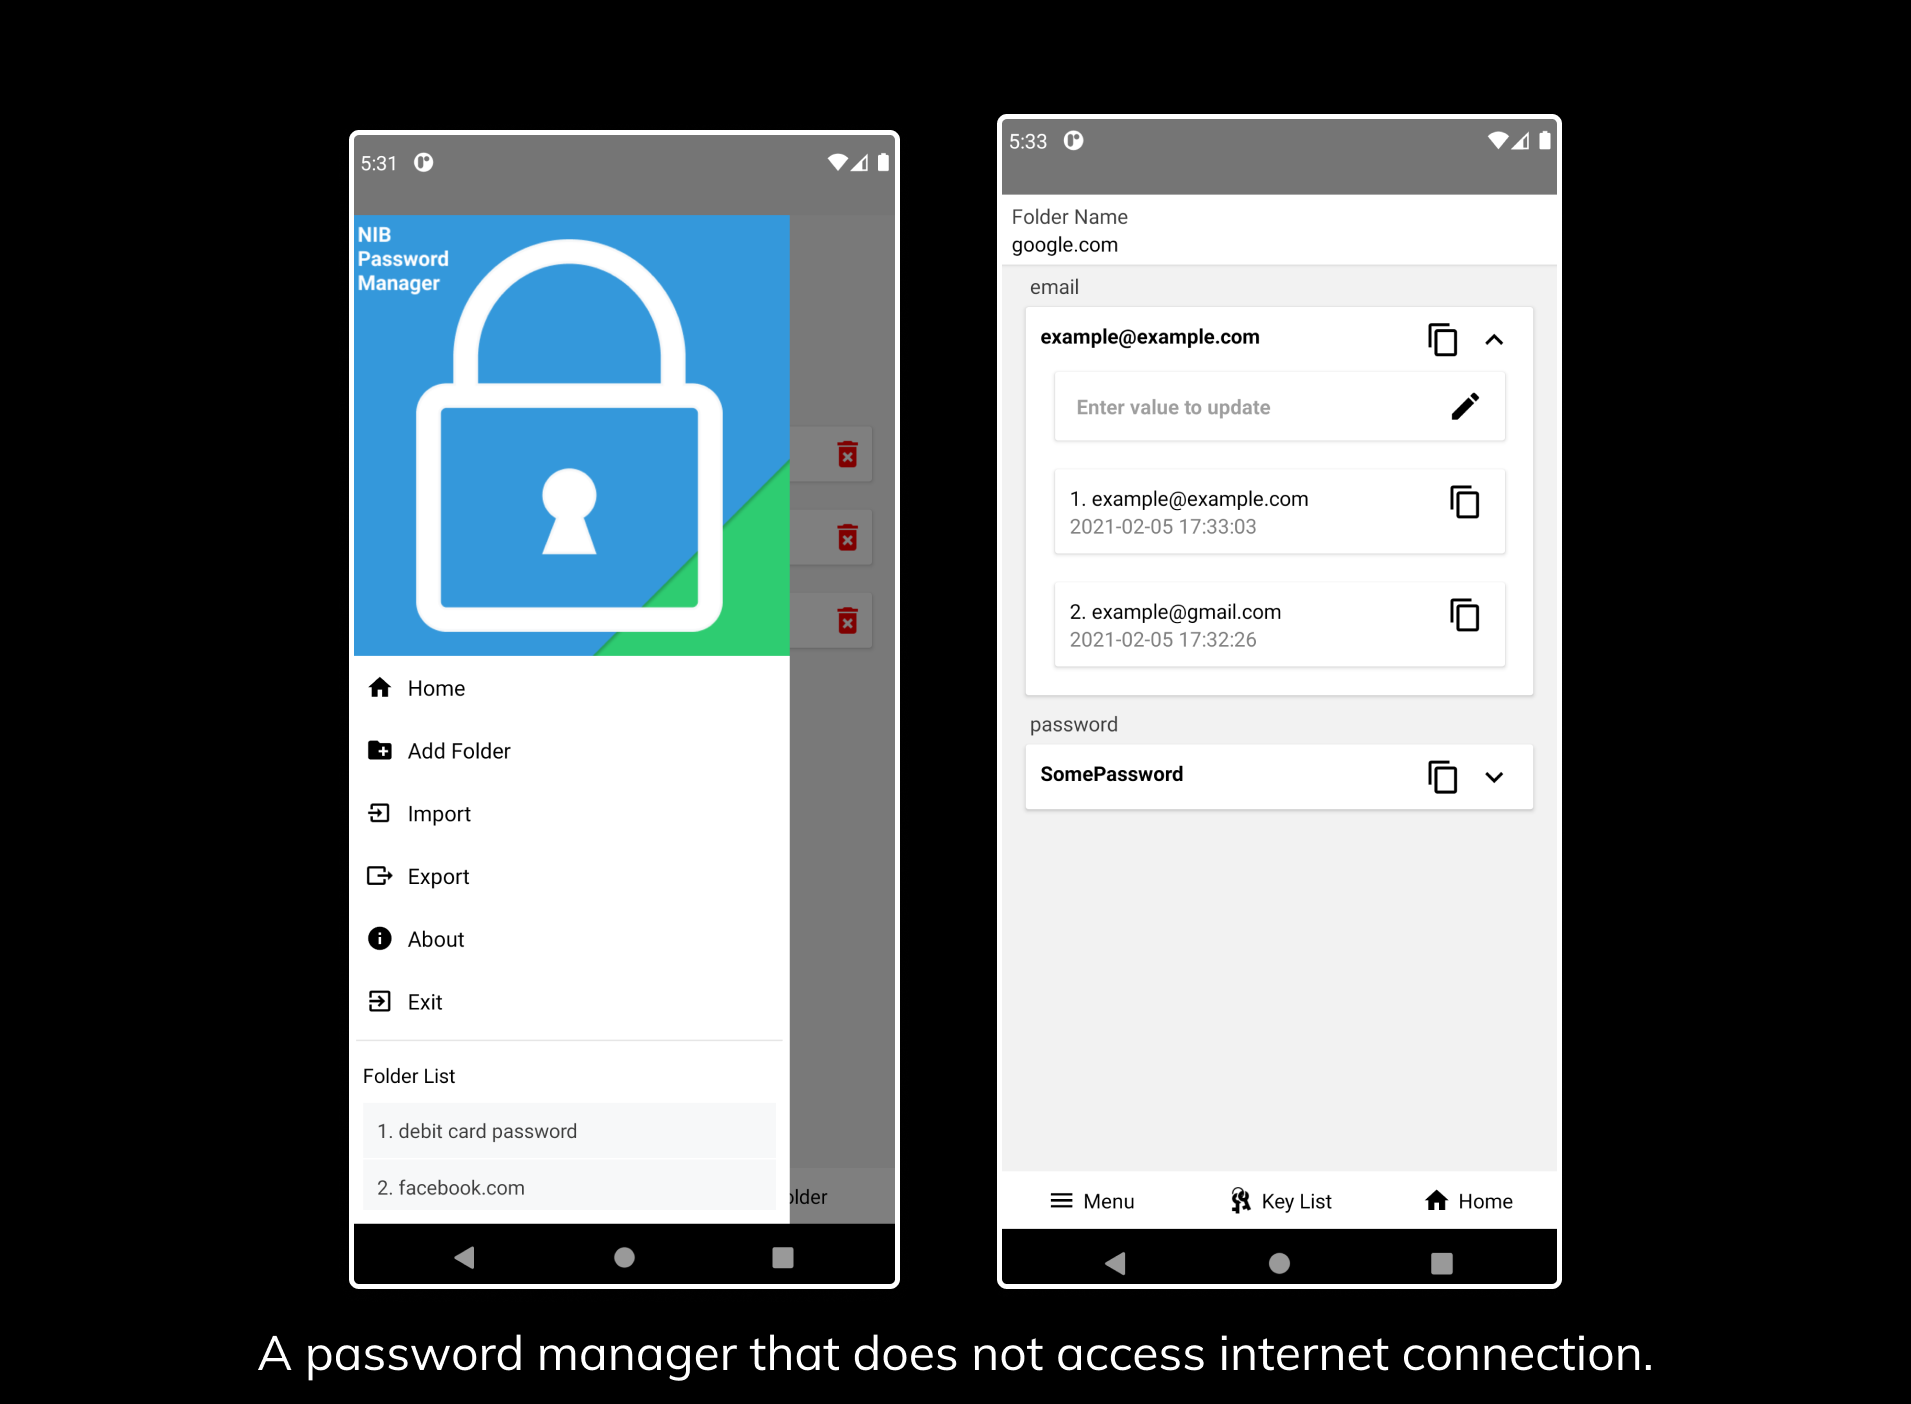 5:31
NIB
Password
Manager
Home
Add Folder
Import
Export
About
Exit
Folder List
1. debit card password
2. facebook.com
older
5:33
Folder Name
google.com
email
example@example.com
Enter value to update
1. example@example.com
2021-02-05 17:33:03
2. example@gmail.com
2021-02-05 17:32:26
password
SomePassword
Menu Key List Home
A password manager that does not access internet connection.